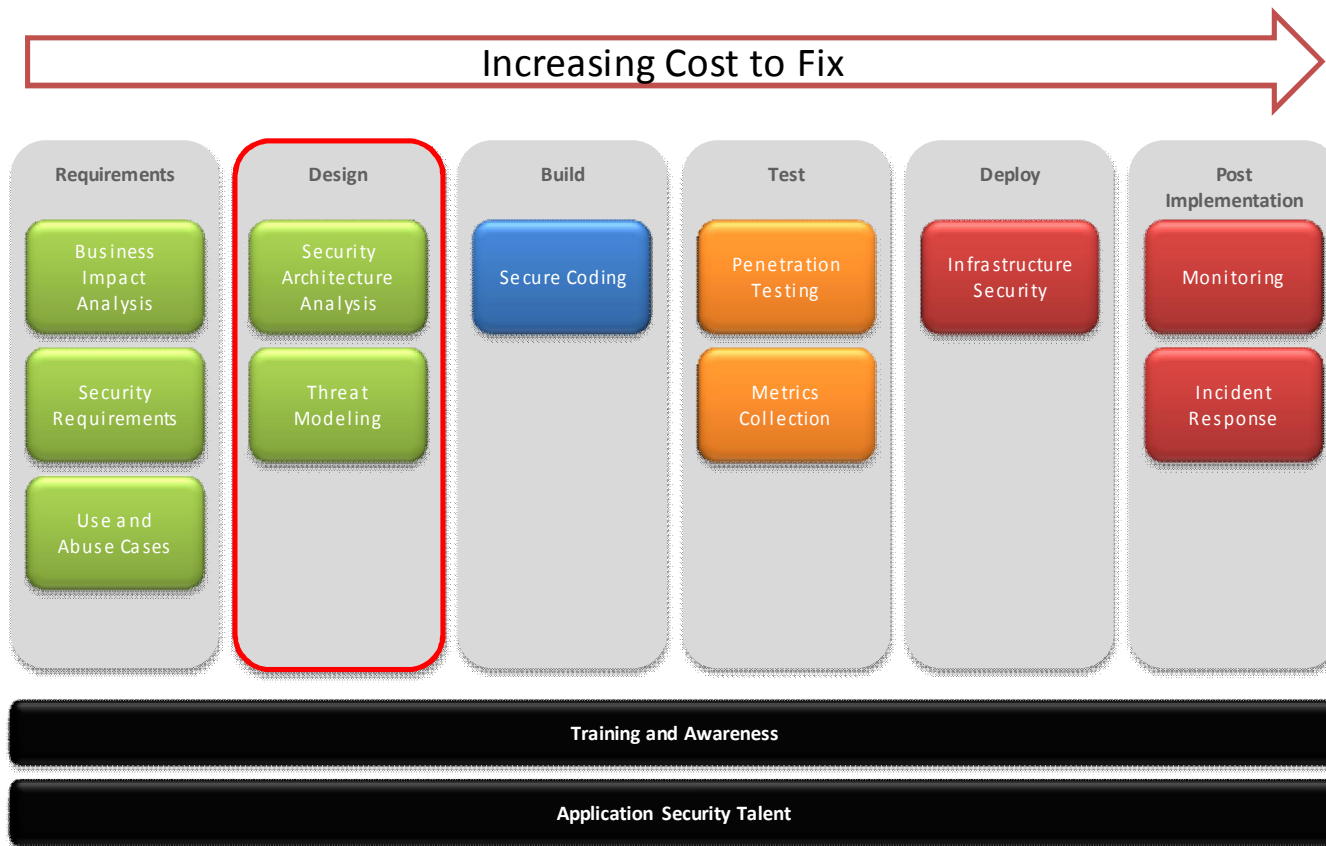 Increasing Cost to Fix
Requirements
Business
Impact
Analysis
Security
Requirements
Use and
Abuse Cases
Design
Security
Architecture
Analysis
Threat
Modeling
Build
Secure Coding
Test
Penetration
Testing
Metrics
Collection
Deploy
Infrastructure
Security
Post
Implementation
Monitoring
Incident
Response
Training and Awareness
Application Security Talent